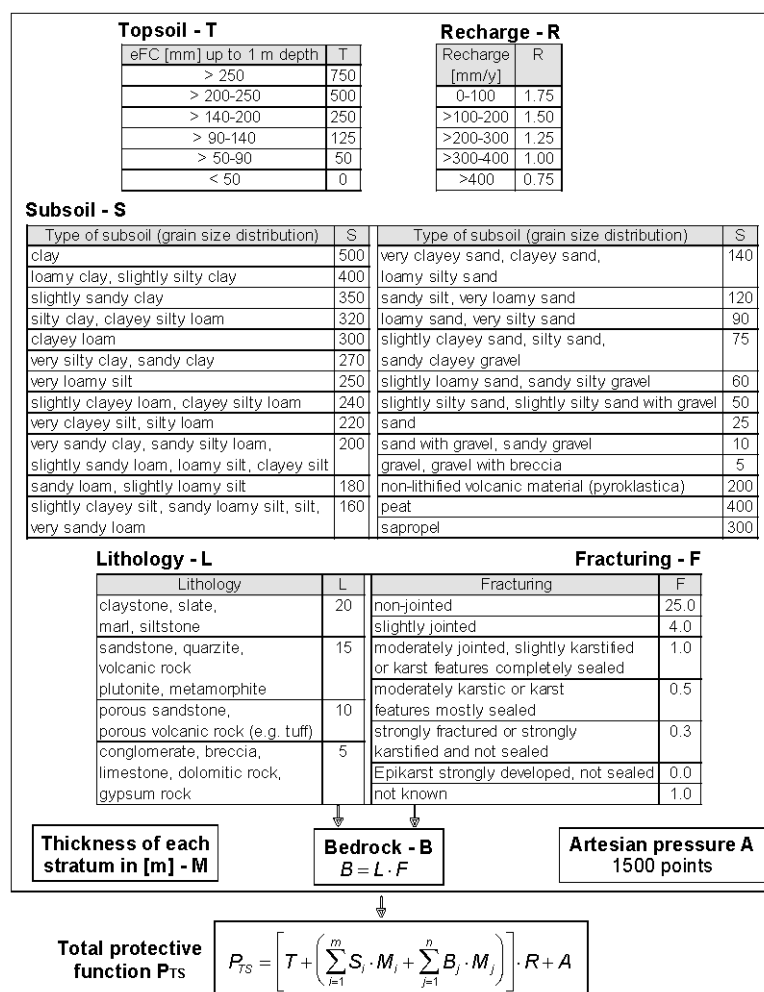 Topsoil - T
eFC [mm] up to 1 m depth T
> 250 750
> 200-250 500
> 140-200 250
> 90-140 125
> 50-90 50
< 50 0
Recharge - R
Recharge R
[mm/y]
0-100 1.75
>100-200 1.50
>200-300 1.25
>300-400 1.00
>400 0.75
Subsoil - S
Type of subsoil (grain size distribution) S
clay 500
loamy clay, slightly silty clay 400
slightly sandy clay 350
silty clay, clayey silty loam 320
clayey loam 300
very silty clay, sandy clay 270
very loamy silt 250
slightly clayey loam, clayey silty loam 240
very clayey silt, silty loam 220
very sandy clay, sandy silty loam, 200
slightly sandy loam, loamy silt, clayey silt
sandy loam, slightly loamy silt 180
slightly clayey silt, sandy loamy silt, silt, 160
very sandy loam
Type of subsoil (grain size distribution) S
very clayey sand, clayey sand, 140
loamy silty sand
sandy silt, very loamy sand 120
loamy sand, very silty sand 90
slightly clayey sand, silty sand, 75
sandy clayey gravel
slightly loamy sand, sandy silty gravel 60
slightly silty sand, slightly silty sand with gravel 50
sand 25
sand with gravel, sandy gravel 10
gravel, gravel with breccia 5
non-lithified volcanic material (pyroklastica) 200
peat 400
sapropel 300
Lithology - L
Lithology L
claystone, slate, 20
marl, siltstone
sandstone, quarzite, 15
volcanic rock
plutonite, metamorphite
porous sandstone, 10
porous volcanic rock (e.g. tuff)
conglomerate, breccia, 5
limestone, dolomitic rock,
gypsum rock
Fracturing - F
Fracturing F
non-jointed 25.0
slightly jointed 4.0
moderately jointed, slightly karstified 1.0
or karst features completely sealed
moderately karstic or karst 0.5
features mostly sealed
strongly fractured or strongly 0.3
karstified and not sealed
Epikarst strongly developed, not sealed 0.0
not known 1.0
Thickness of each
stratum in [m] - M
Bedrock - B
B = L · F
Artesian pressure A
1500 points
Total protective
function PTS
P_TS = [T + (∑_{i=1}^{m} S_i · M_i + ∑_{j=1}^{n} B_j · M_j)] · R + A